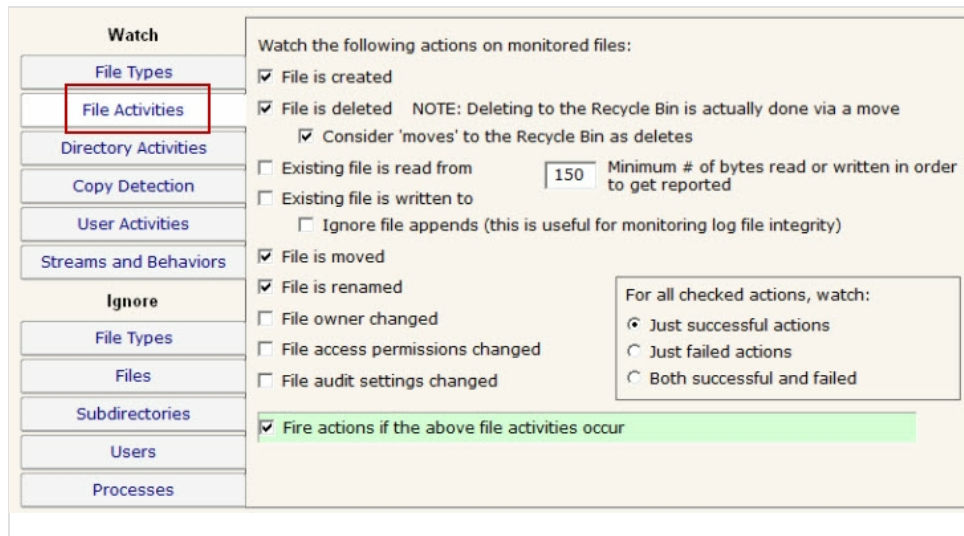 Watch
File Types
File Activities
Directory Activities
Copy Detection
User Activities
Streams and Behaviors
Ignore
File Types
Files
Subdirectories
Users
Processes
Watch the following actions on monitored files:
File is created
File is deleted NOTE: Deleting to the Recycle Bin is actually done via a move
Consider 'moves' to the Recycle Bin as deletes
Existing file is read from
150 Minimum # of bytes read or written in order
to get reported
Existing file is written to
Ignore file appends (this is useful for monitoring log file integrity)
File is moved
File is renamed
File owner changed
File access permissions changed
File audit settings changed
For all checked actions, watch:
Just successful actions
Just failed actions
Both successful and failed
Fire actions if the above file activities occur